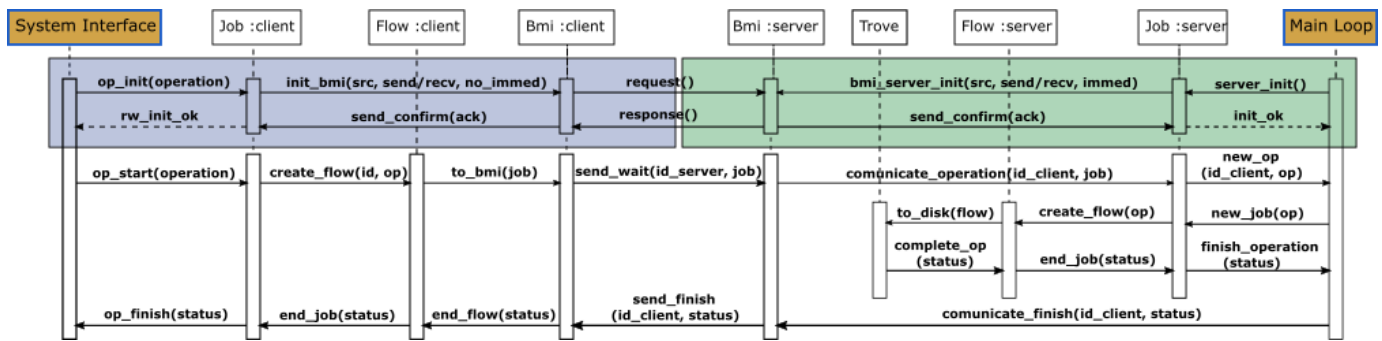 System Interface
Job :client
Flow :client
Bmi :client
Bmi :server
Trove
Flow :server
Job :server
Main Loop
op_init(operation)
init_bmi(src, send/recv, no_immed)
request()
bmi_server_init(src, send/recv, immed)
server_init()
rw_init_ok
send_confirm(ack)
response()
send_confirm(ack)
init_ok
op_start(operation)
create_flow(id, op)
to_bmi(job)
send_wait(id_server, job)
comunicate_operation(id_client, job)
new_op
(id_client, op)
to_disk(flow)
create_flow(op)
new_job(op)
complete_op
(status)
end_job(status)
finish_operation
(status)
op_finish(status)
end_job(status)
end_flow(status)
send_finish
(id_client, status)
comunicate_finish(id_client, status)